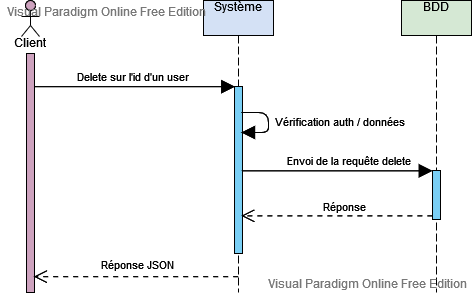 Visual Paradigm Online Free Edition
Système
BDD
Client
Delete sur l'id d'un user
Vérification auth / données
Envoi de la requête delete
Réponse
Réponse JSON
Visual Paradigm Online Free Edition